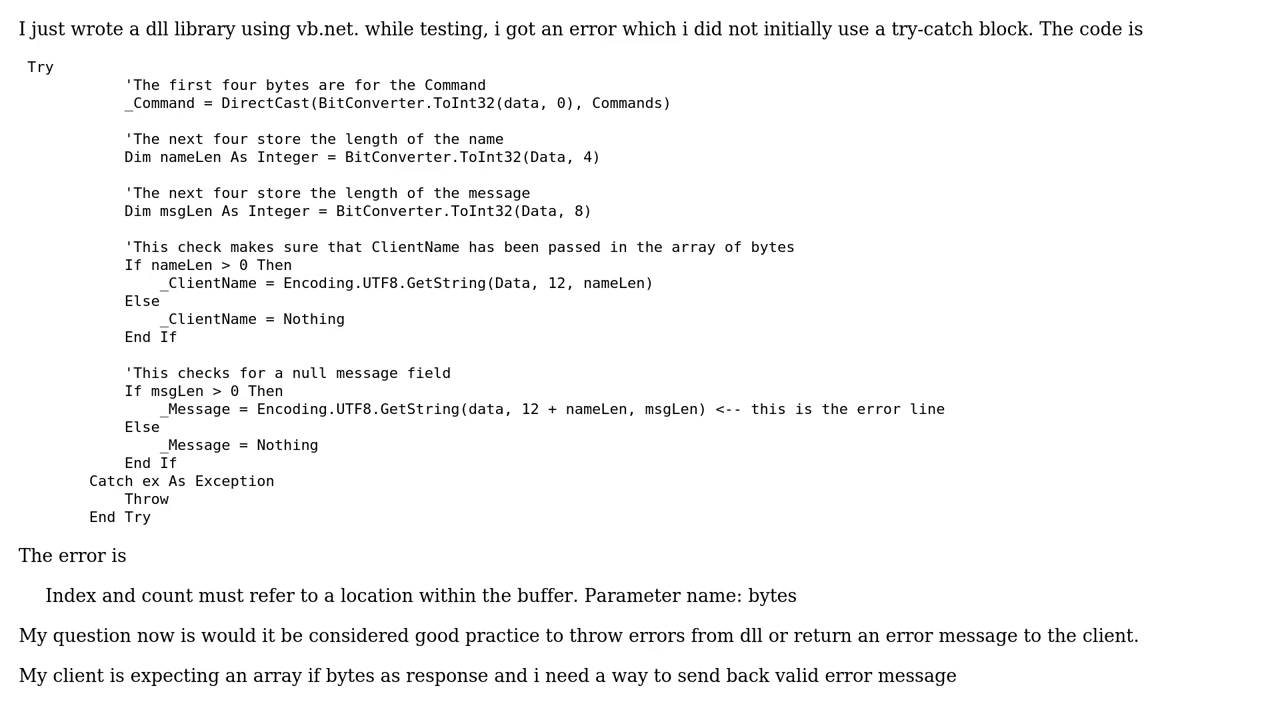 I just wrote a dll library using vb.net. while testing, i got an error which i did not initially use a try-catch block. The code is
Try
'The first four bytes are for the Command
_Command = DirectCast(BitConverter.ToInt32(data, 0), Commands)
'The next four store the length of the name
Dim nameLen As Integer = BitConverter.ToInt32(Data, 4)
'The next four store the length of the message
Dim msgLen As Integer = BitConverter.ToInt32(Data, 8)
'This check makes sure that ClientName has been passed in the array of bytes
If nameLen > 0 Then
_ClientName = Encoding.UTF8.GetString(Data, 12, nameLen)
Else
_ClientName = Nothing
End If
'This checks for a null message field
If msgLen > 0 Then
_Message = Encoding.UTF8.GetString(data, 12 + nameLen, msgLen) <-- this is the error line
Else
_Message = Nothing
End If
Catch ex As Exception
Throw
End Try
The error is
Index and count must refer to a location within the buffer. Parameter name: bytes
My question now is would it be considered good practice to throw errors from dll or return an error message to the client.
My client is expecting an array if bytes as response and i need a way to send back valid error message